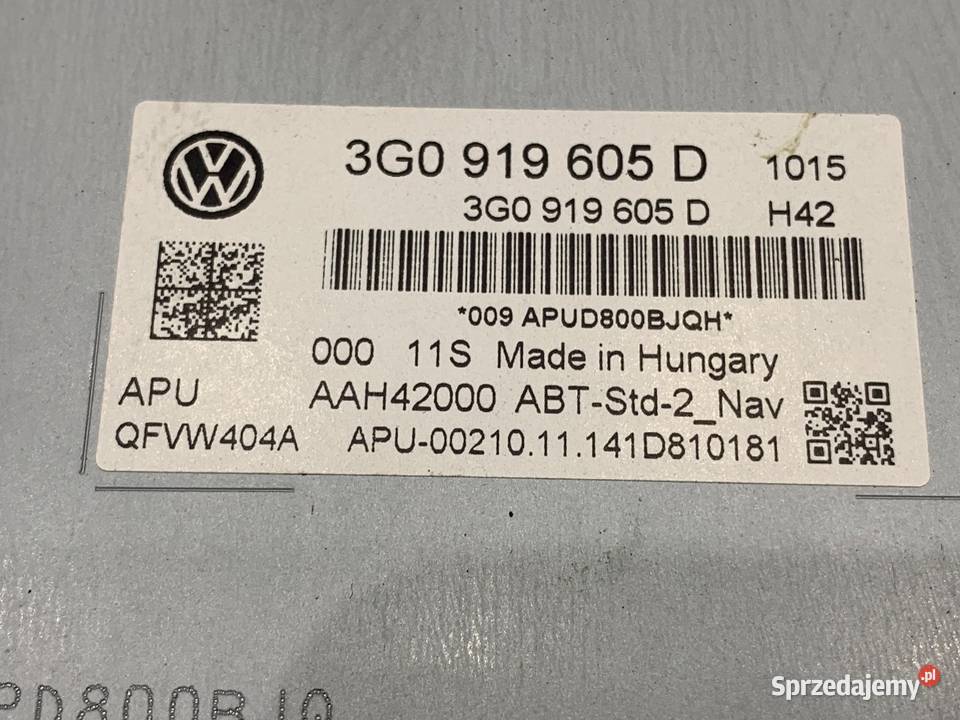 3G0 919 605 D 1015
3G0 919 605 D H42
*009 APUD800BJQH*
000 11S Made in Hungary
APU AAH42000 ABT-Std-2_Nav
QFVW404A APU-00210.11.141D810181
PD800BJQ
Sprzedajemy.pl